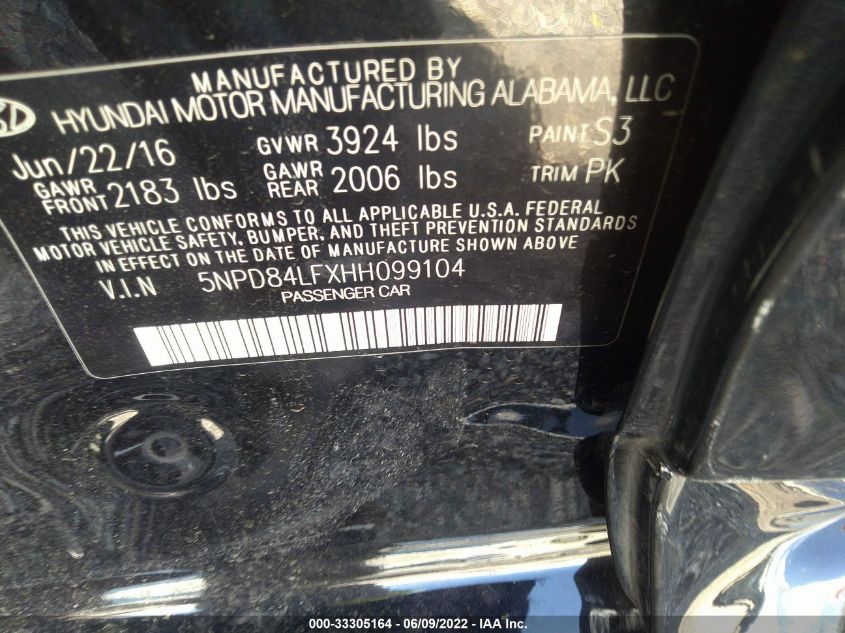 MANUFACTURED BY
HYUNDAI MOTOR MANUFACTURING ALABAMA, LLC
Jun/22/16 GVWR 3924 lbs PAINT S3
GAWR FRONT 2183 lbs GAWR REAR 2006 lbs TRIM PK
THIS VEHICLE CONFORMS TO ALL APPLICABLE U.S.A. FEDERAL
MOTOR VEHICLE SAFETY, BUMPER, AND THEFT PREVENTION STANDARDS
IN EFFECT ON THE DATE OF MANUFACTURE SHOWN ABOVE
V.I.N 5NPD84LFXHH099104
PASSENGER CAR
000-33305164 - 06/09/2022 - IAA Inc.